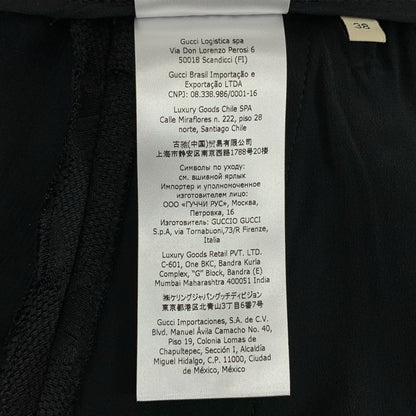 38
Gucci Logistica spa
Via Don Lorenzo Perosi 6
50018 Scandicci (FI)
Gucci Brasil Importação e
Exportação LTDA
CNPJ: 08.338.986/0001-16
Luxury Goods Chile SPA
Calle Miraflores n. 222, piso 28
norte, Santiago Chile
古驰(中国)贸易有限公司
上海市静安区南京西路1788号20楼
Символы по уходу:
см. вшивной ярлык
Импортер и уполномоченное
изготовителем лицо:
ООО «ГУЧЧИ РУС», Москва,
Петровка, 16
Изготовитель: GUCCIO GUCCI
S.p.A, via Tornabuoni,73/R Firenze,
Italia
Luxury Goods Retail PVT. LTD.
C-601, One BKC, Bandra Kurla
Complex, "G" Block, Bandra (E)
Mumbai Maharashtra 400051 India
㈱ケリングジャパングッチディビジョン
東京都港区北青山3丁目6番7号
Gucci Importaciones, S.A. de C.V.
Blvd. Manuel Ávila Camacho No. 40,
Piso 19, Colonia Lomas de
Chapultepec, Sección I, Alcaldía
Miguel Hidalgo, C.P. 11000, Ciudad
de México, México